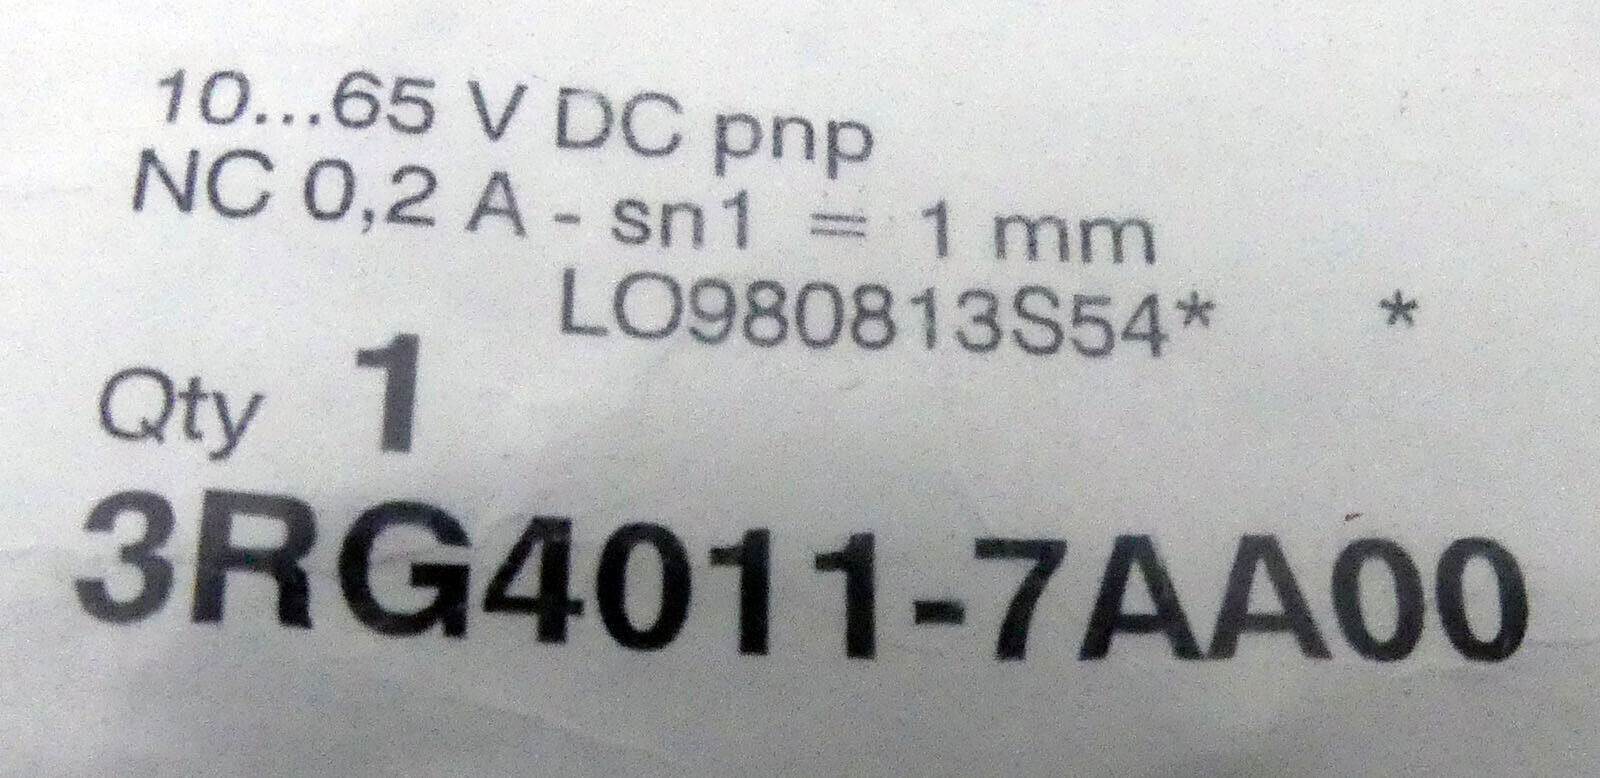 10...65 V DC pnp
NC 0,2 A - sn1 = 1 mm
LO980813S54* *
Qty 1
3RG4011-7AA00